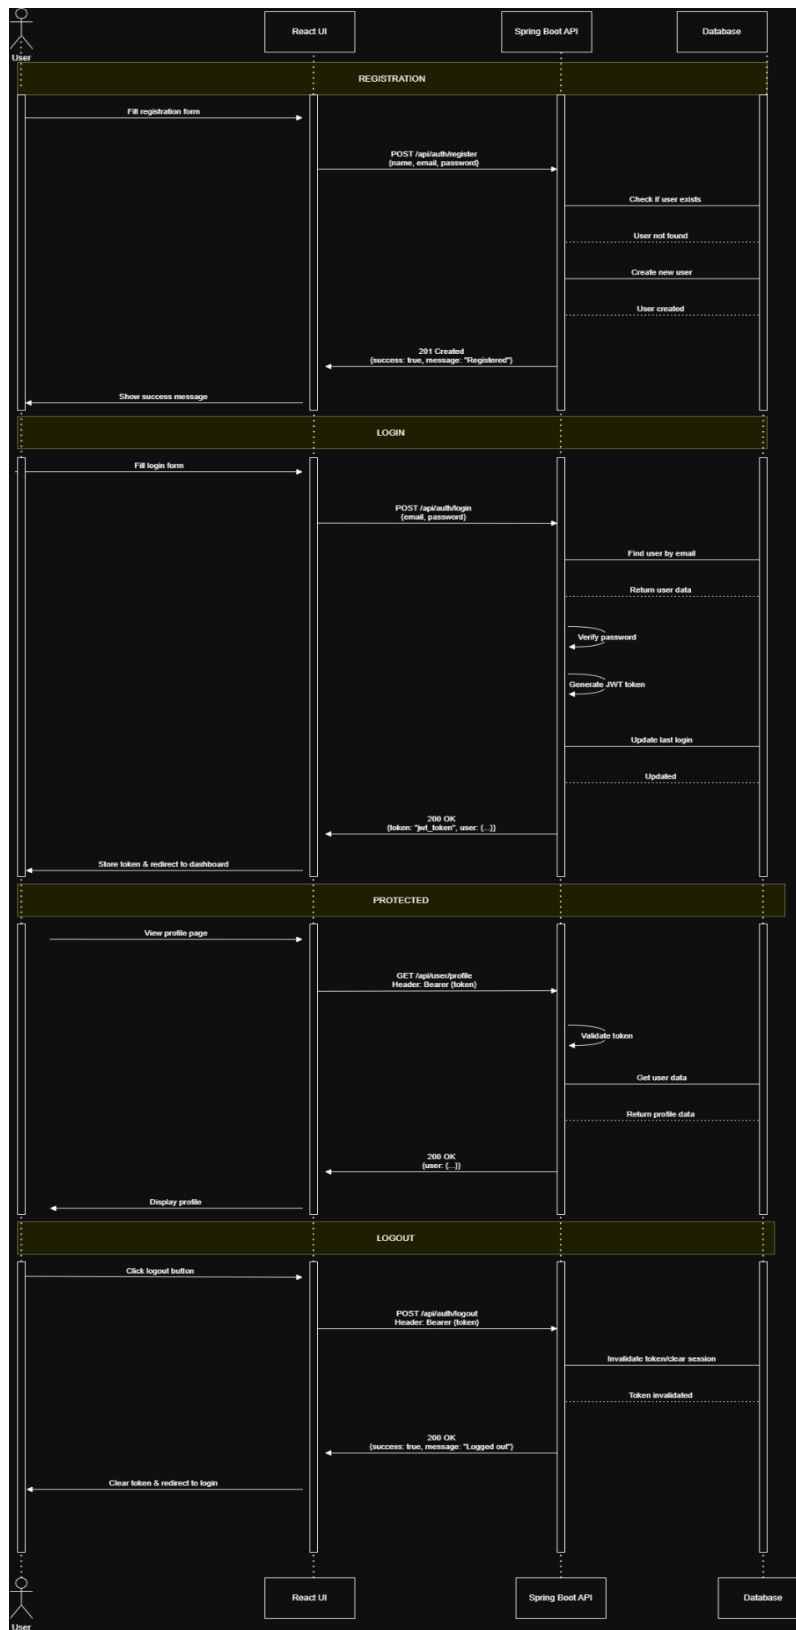 User
React UI
Spring Boot API
Database
REGISTRATION
Fill registration form
POST /api/auth/register
{name, email, password}
Check if user exists
User not found
Create new user
User created
201 Created
{success: true, message: "Registered"}
Show success message
LOGIN
Fill login form
POST /api/auth/login
{email, password}
Find user by email
Return user data
Verify password
Generate JWT token
Update last login
Updated
200 OK
{token: "jwt_token", user: {...}}
Store token & redirect to dashboard
PROTECTED
View profile page
GET /api/user/profile
Header: Bearer {token}
Validate token
Get user data
Return profile data
200 OK
{user: {...}}
Display profile
LOGOUT
Click logout button
POST /api/auth/logout
Header: Bearer {token}
Invalidate token/clear session
Token invalidated
200 OK
{success: true, message: "Logged out"}
Clear token & redirect to login
User
React UI
Spring Boot API
Database